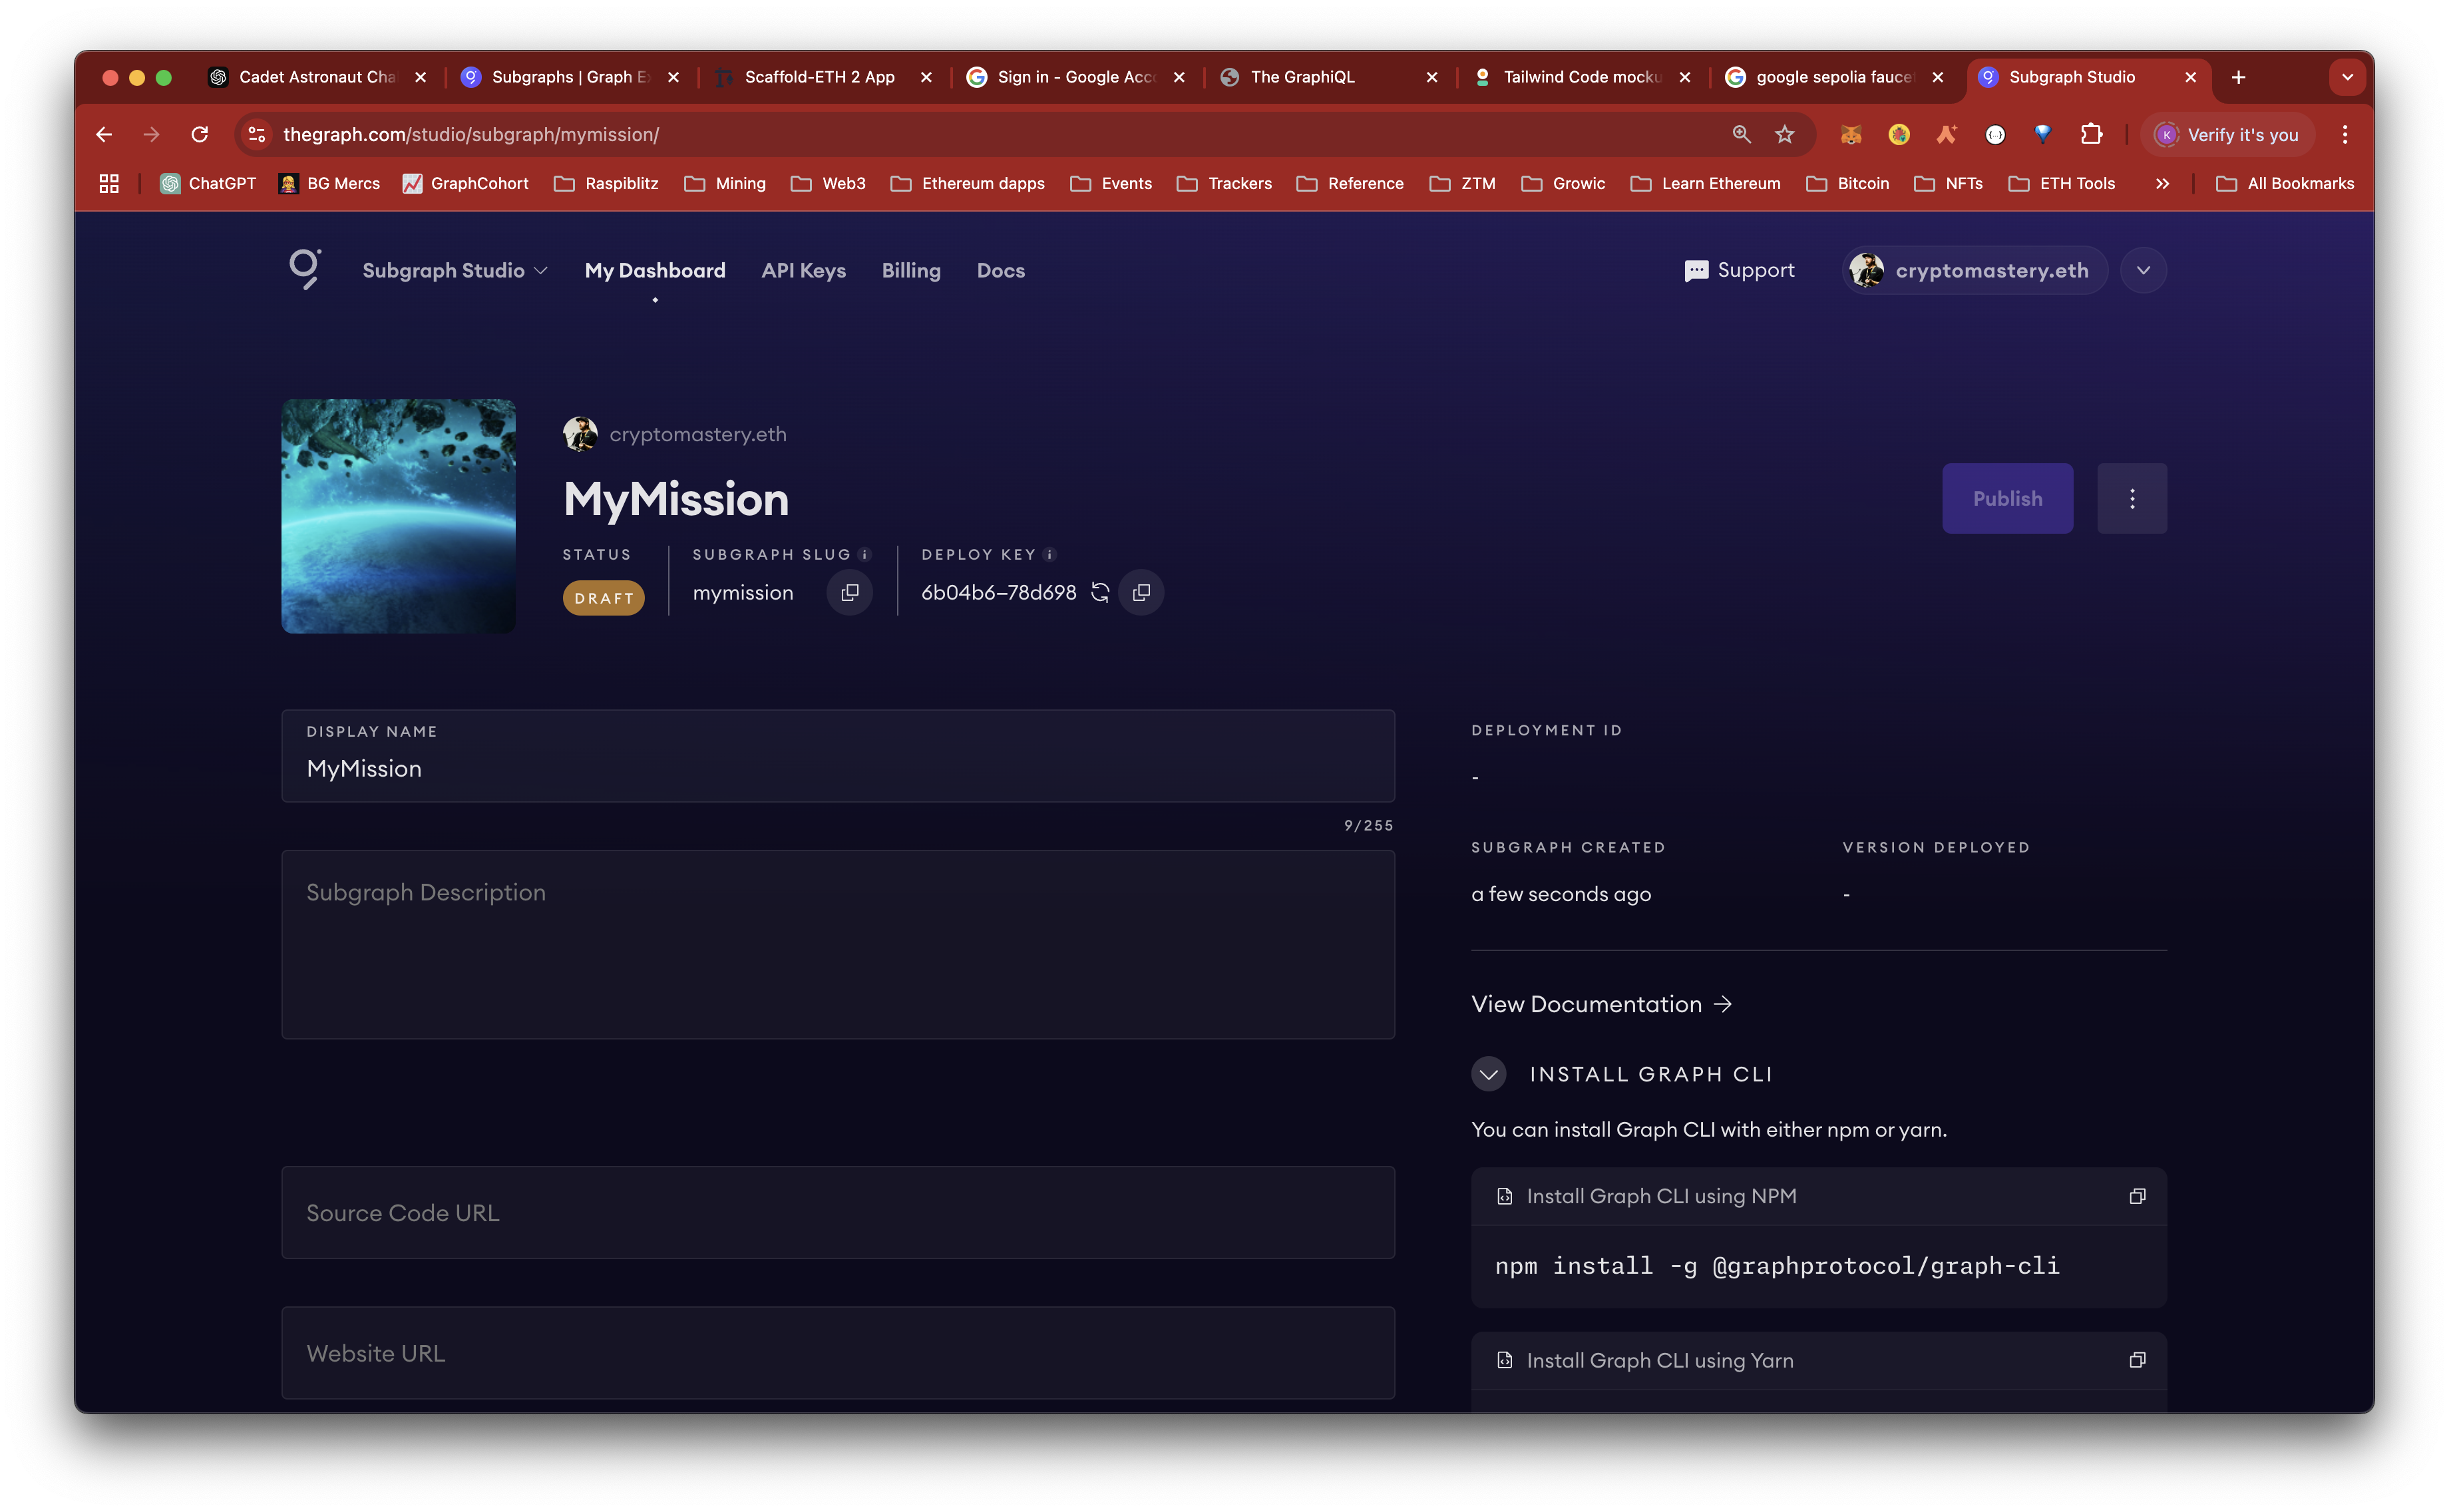 Cadet Astronaut Cha
Subgraphs | Graph Ex
Scaffold-ETH 2 App
Sign in - Google Acco
The GraphiQL
Tailwind Code mocku
google sepolia faucet
Subgraph Studio
thegraph.com/studio/subgraph/mymission/
K
Verify it's you
ChatGPT
BG Mercs
GraphCohort
Raspiblitz
Mining
Web3
Ethereum dapps
Events
Trackers
Reference
ZTM
Growic
Learn Ethereum
Bitcoin
NFTs
ETH Tools
All Bookmarks
Subgraph Studio
My Dashboard
API Keys
Billing
Docs
Support
cryptomastery.eth
cryptomastery.eth
MyMission
Publish
STATUS
DRAFT
SUBGRAPH SLUG
mymission
DEPLOY KEY
6b04b6–78d698
DISPLAY NAME
MyMission
9/255
Subgraph Description
Source Code URL
Website URL
DEPLOYMENT ID
-
SUBGRAPH CREATED
a few seconds ago
VERSION DEPLOYED
-
View Documentation →
INSTALL GRAPH CLI
You can install Graph CLI with either npm or yarn.
Install Graph CLI using NPM
npm install -g @graphprotocol/graph-cli
Install Graph CLI using Yarn